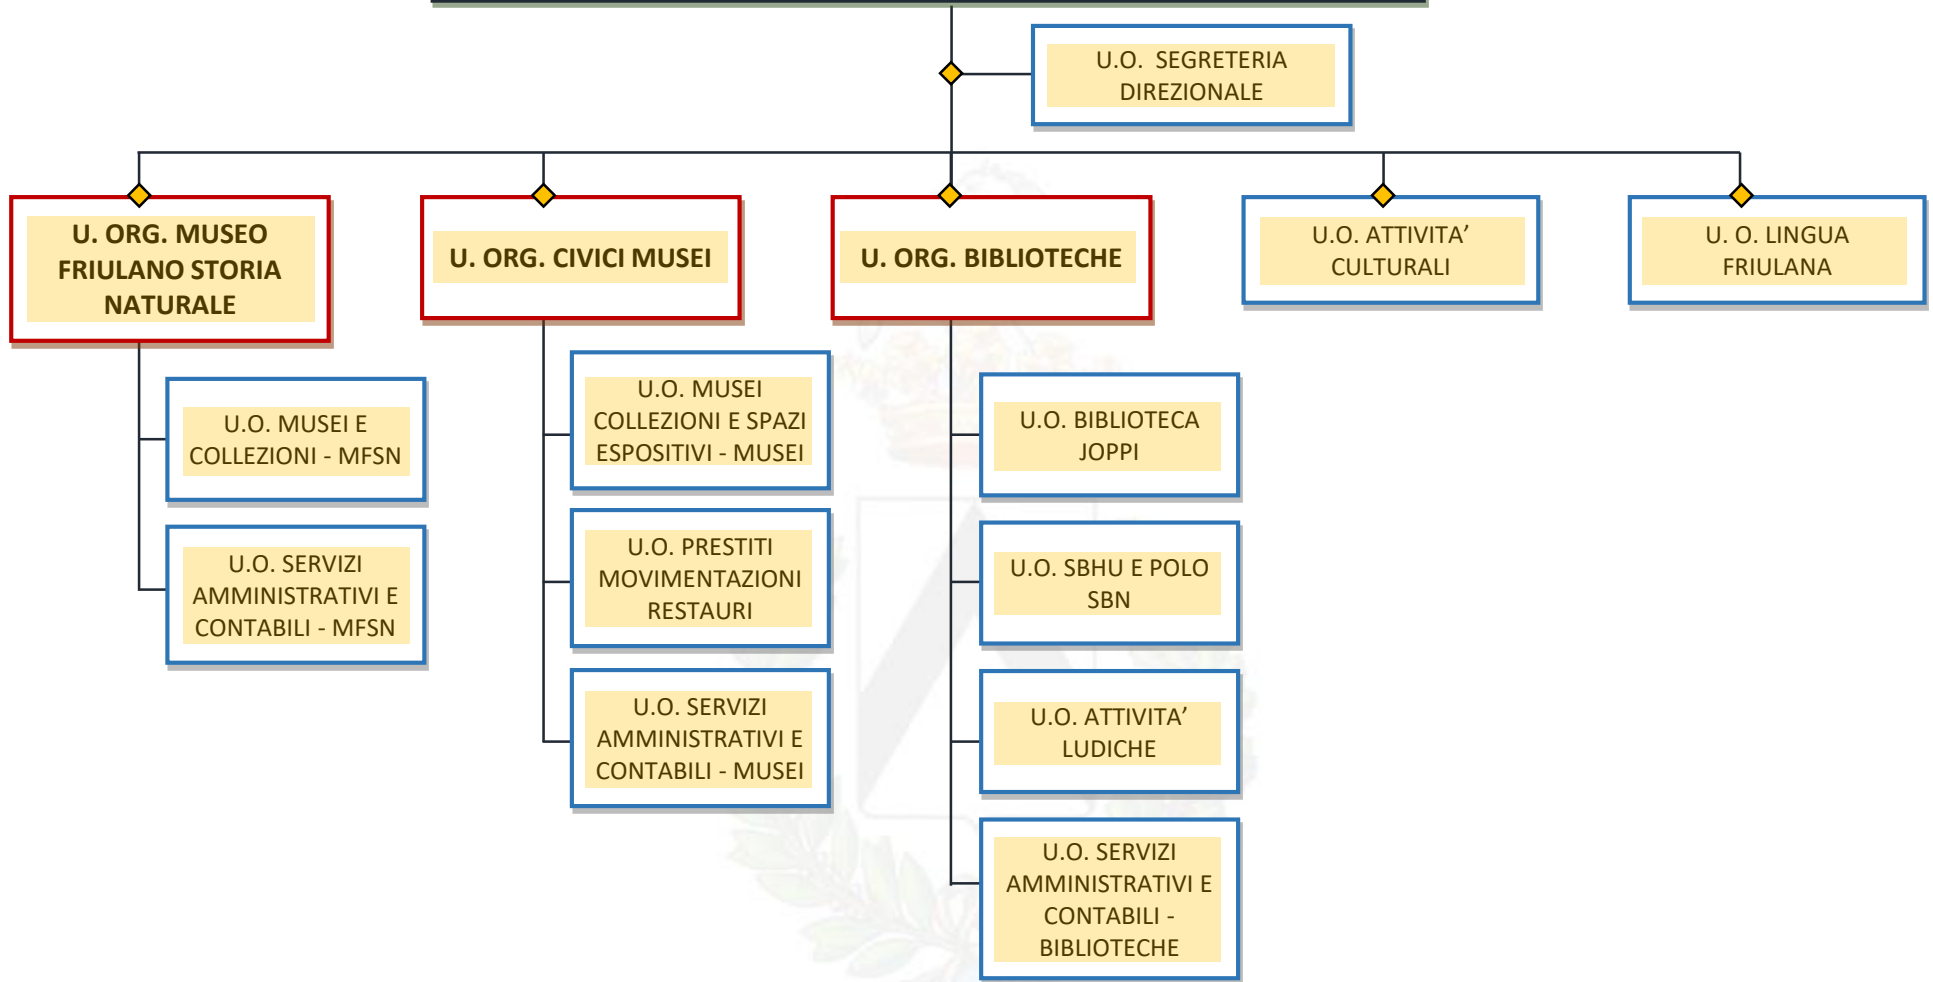 U.O. SEGRETERIA
DIREZIONALE
U. ORG. MUSEO
FRIULANO STORIA
NATURALE
U. ORG. CIVICI MUSEI
U. ORG. BIBLIOTECHE
U.O. ATTIVITA’
CULTURALI
U. O. LINGUA
FRIULANA
U.O. MUSEI E
COLLEZIONI - MFSN
U.O. SERVIZI
AMMINISTRATIVI E
CONTABILI - MFSN
U.O. MUSEI
COLLEZIONI E SPAZI
ESPOSITIVI - MUSEI
U.O. PRESTITI
MOVIMENTAZIONI
RESTAURI
U.O. SERVIZI
AMMINISTRATIVI E
CONTABILI - MUSEI
U.O. BIBLIOTECA
JOPPI
U.O. SBHU E POLO
SBN
U.O. ATTIVITA’
LUDICHE
U.O. SERVIZI
AMMINISTRATIVI E
CONTABILI -
BIBLIOTECHE